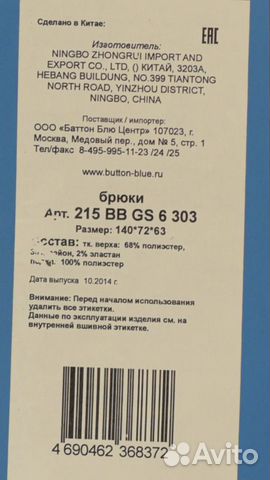 Сделано в Китае:
EAC
Изготовитель:
NINGBO ZHONGRUI IMPORT AND
EXPORT CO., LTD, () КИТАЙ, 3203A,
HEBANG BUILDUNG, NO.399 TIANTONG
NORTH ROAD, YINZHOU DISTRICT,
NINGBO, CHINA
Поставщик / импортер:
ООО «Баттон Блю Центр» 107023, г.
Москва, Медовый пер., дом № 5, стр. 1
Тел/факс 8-495-995-11-23 /24 /25
www.button-blue.ru
брюки
Арт. 215 BB GS 6 303
Размер: 140*72*63
Состав: тк. верха: 68% полиэстер,
2% эластан
100% полиэстер
Дата выпуска 10.2014 г.
Внимание: Перед началом использования
удалить все этикетки.
Данные по эксплуатации изделия см. на
внутренней вшивной этикетке.
4 690462 368372
Avito